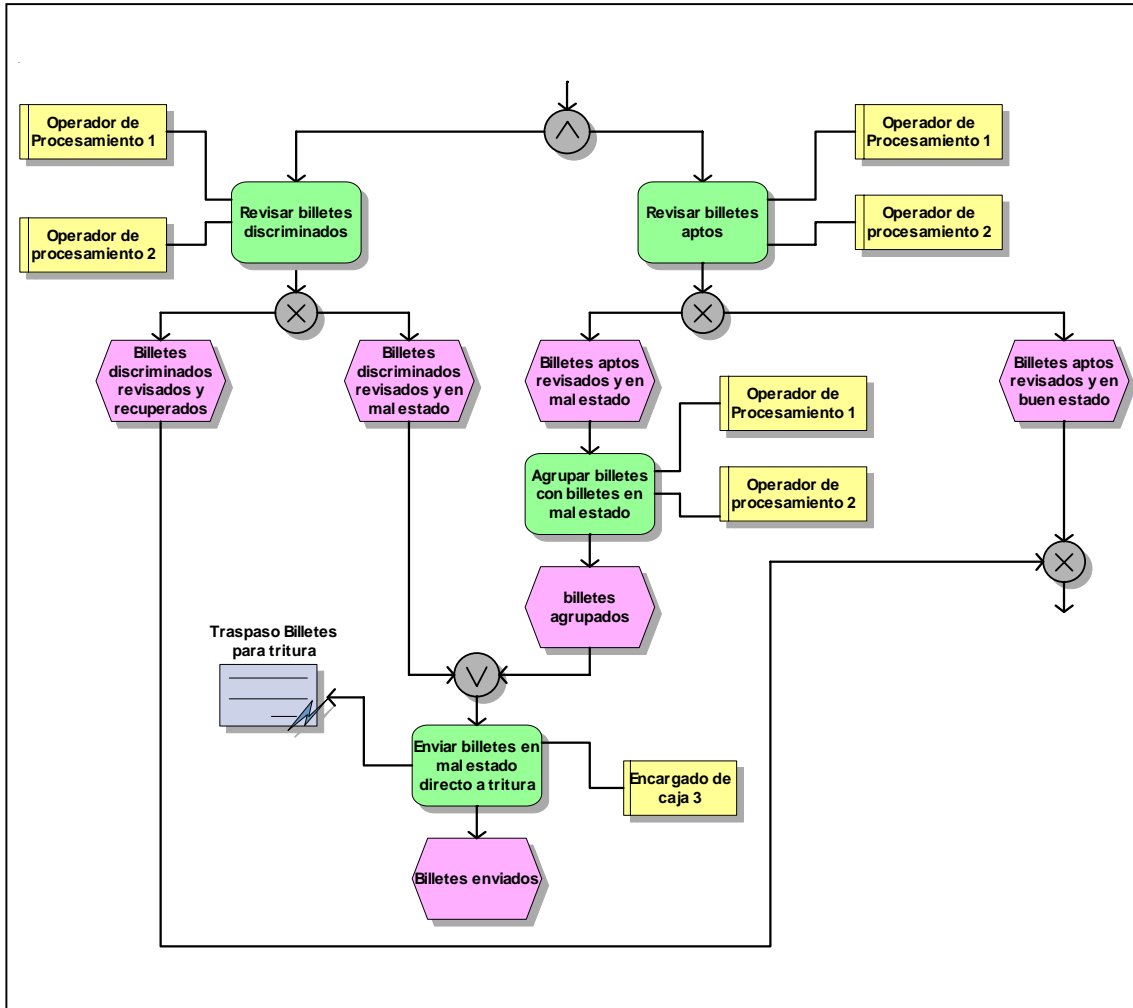 Operador de
Procesamiento 1
Operador de
Procesamiento 1
Revisar billetes
discriminados
Revisar billetes
aptos
Operador de
procesamiento 2
Operador de
procesamiento 2
Billetes
discriminados
revisados y
recuperados
Billetes
discriminados
revisados y en
mal estado
Billetes aptos
revisados y en
mal estado
Billetes aptos
revisados y en
buen estado
Operador de
Procesamiento 1
Agrupar billetes
con billetes en
mal estado
Operador de
procesamiento 2
billetes
agrupados
Traspaso Billetes
para tritura
Enviar billetes en
mal estado
directo a tritura
Encargado de
caja 3
Billetes enviados